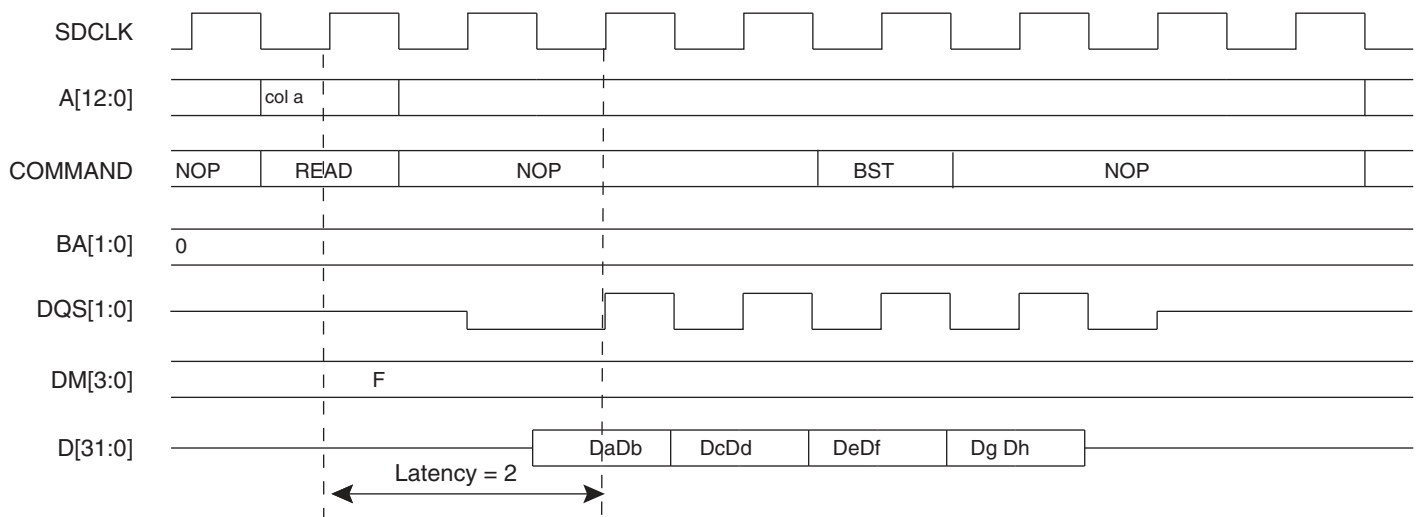 SDCLK
A[12:0] col a
COMMAND NOP READ NOP BST NOP
BA[1:0] 0
DQS[1:0]
DM[3:0] F
D[31:0] DaDb DcDd DeDf Dg Dh
Latency = 2